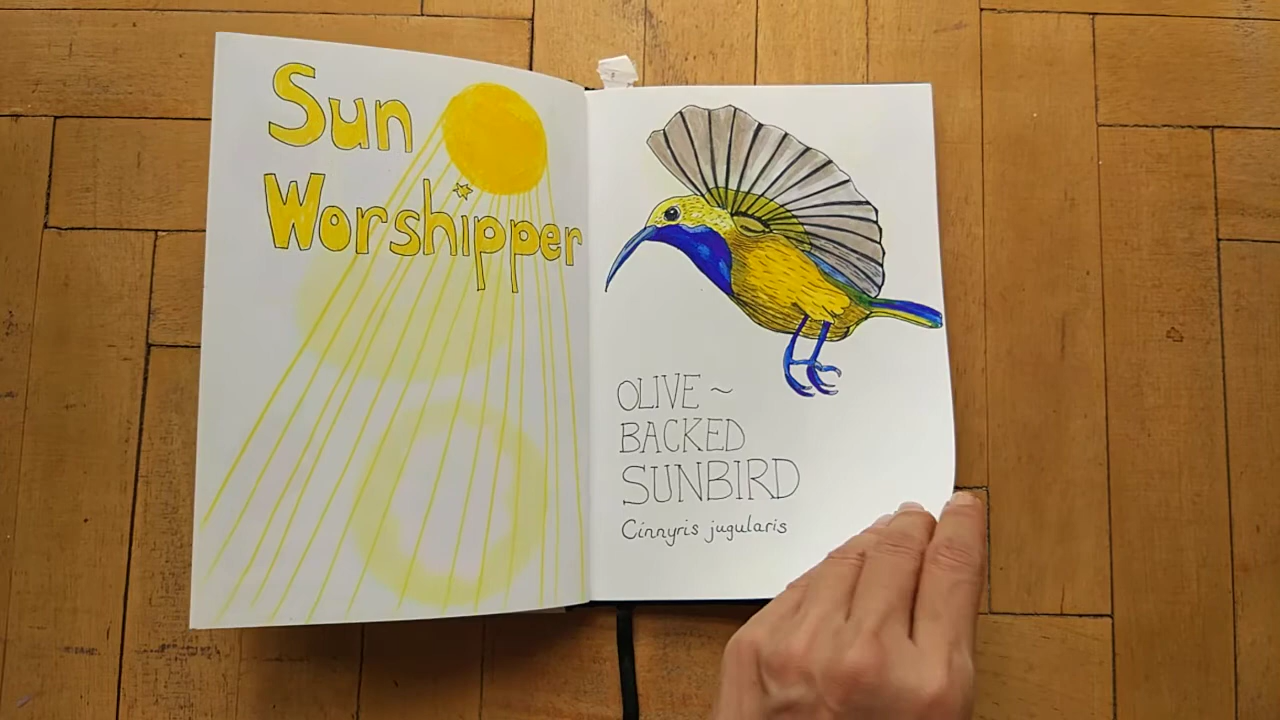 Sun
Worshipper
OLIVE ~
BACKED
SUNBIRD
Cinnyris jugularis